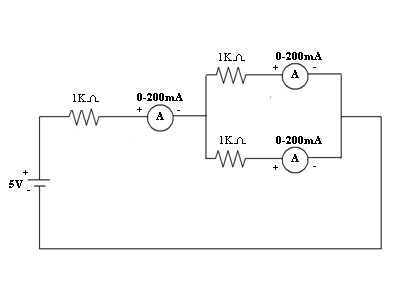 1KΩ
0-200mA
+ A -
1KΩ
0-200mA
+ A -
1KΩ
0-200mA
+ A -
+
5V
-